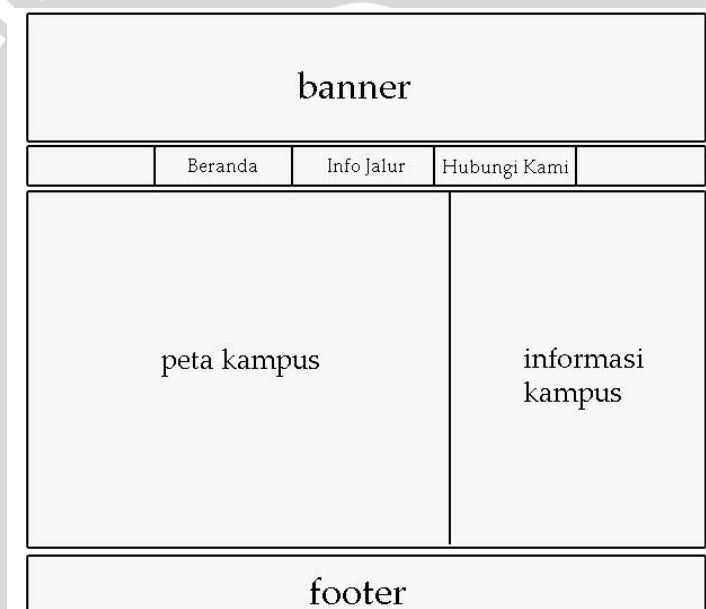 banner
Beranda
Info Jalur
Hubungi Kami
peta kampus
informasi
kampus
footer